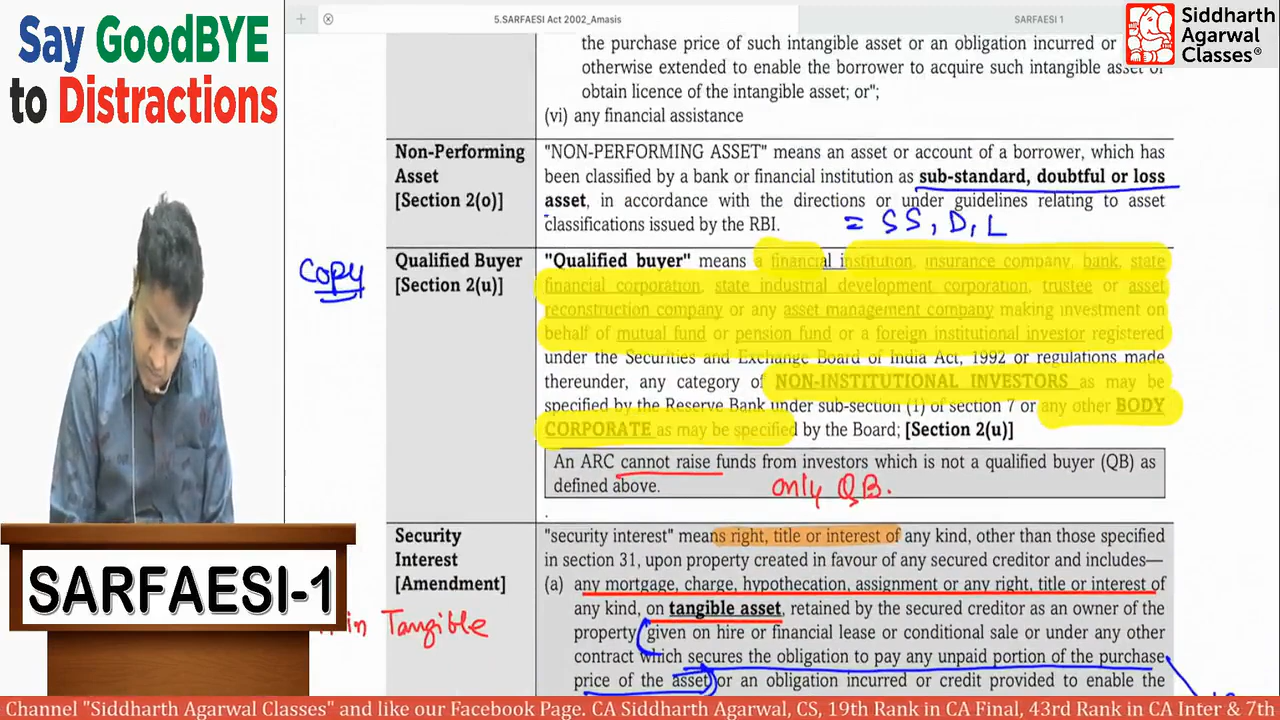 Say GoodBYE
to Distractions
5.SARFAESI Act 2002_Amasis
SARFAESI 1
Siddharth
Agarwal
Classes®
the purchase price of such intangible asset or an obligation incurred or
otherwise extended to enable the borrower to acquire such intangible asset or
obtain licence of the intangible asset; or";
(vi) any financial assistance
Non-Performing
Asset
[Section 2(o)]
"NON-PERFORMING ASSET" means an asset or account of a borrower, which has
been classified by a bank or financial institution as sub-standard, doubtful or loss
asset, in accordance with the directions or under guidelines relating to asset
classifications issued by the RBI.
= SS, D, L
Copy
Qualified Buyer
[Section 2(u)]
"Qualified buyer" means a financial institution, insurance company, bank, state
financial corporation, state industrial development corporation, trustee or asset
reconstruction company or any asset management company making investment on
behalf of mutual fund or pension fund or a foreign institutional investor registered
under the Securities and Exchange Board of India Act, 1992 or regulations made
thereunder, any category of NON-INSTITUTIONAL INVESTORS as may be
specified by the Reserve Bank under sub-section (1) of section 7 or any other BODY
CORPORATE as may be specified by the Board; [Section 2(u)]
An ARC cannot raise funds from investors which is not a qualified buyer (QB) as
defined above.
only QB.
Security
Interest
[Amendment]
"security interest" means right, title or interest of any kind, other than those specified
in section 31, upon property created in favour of any secured creditor and includes—
(a) any mortgage, charge, hypothecation, assignment or any right, title or interest of
any kind, on tangible asset, retained by the secured creditor as an owner of the
property given on hire or financial lease or conditional sale or under any other
contract which secures the obligation to pay any unpaid portion of the purchase
price of the asset or an obligation incurred or credit provided to enable the
in Tangible
SARFAESI-1
Channel "Siddharth Agarwal Classes" and like our Facebook Page. CA Siddharth Agarwal, CS, 19th Rank in CA Final, 43rd Rank in CA Inter & 7th